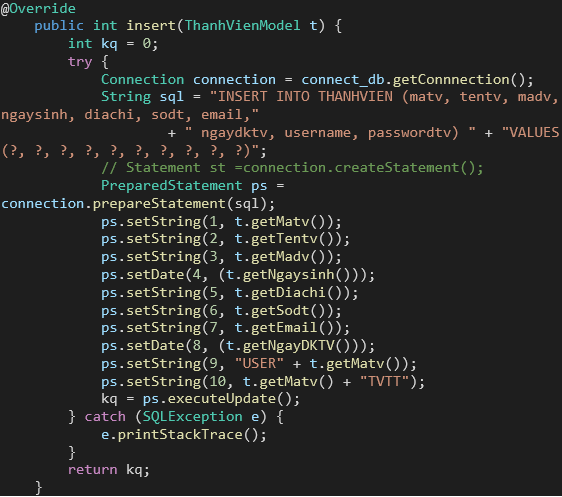 @Override
    public int insert(ThanhVienModel t) {
        int kq = 0;
        try {
            Connection connection = connect_db.getConnnection();
            String sql = "INSERT INTO THANHVIEN (matv, tentv, madv,
ngaysinh, diachi, sodt, email,"
                    + " ngaydktv, username, passwordtv) " + "VALUES
(?, ?, ?, ?, ?, ?, ?, ?, ?, ?)";
            // Statement st =connection.createStatement();
            PreparedStatement ps =
connection.prepareStatement(sql);
            ps.setString(1, t.getMatv());
            ps.setString(2, t.getTentv());
            ps.setString(3, t.getMadv());
            ps.setDate(4, (t.getNgaysinh()));
            ps.setString(5, t.getDiachi());
            ps.setString(6, t.getSodt());
            ps.setString(7, t.getEmail());
            ps.setDate(8, (t.getNgayDKTV()));
            ps.setString(9, "USER" + t.getMatv());
            ps.setString(10, t.getMatv() + "TVTT");
            kq = ps.executeUpdate();
        } catch (SQLException e) {
            e.printStackTrace();
        }
        return kq;
    }